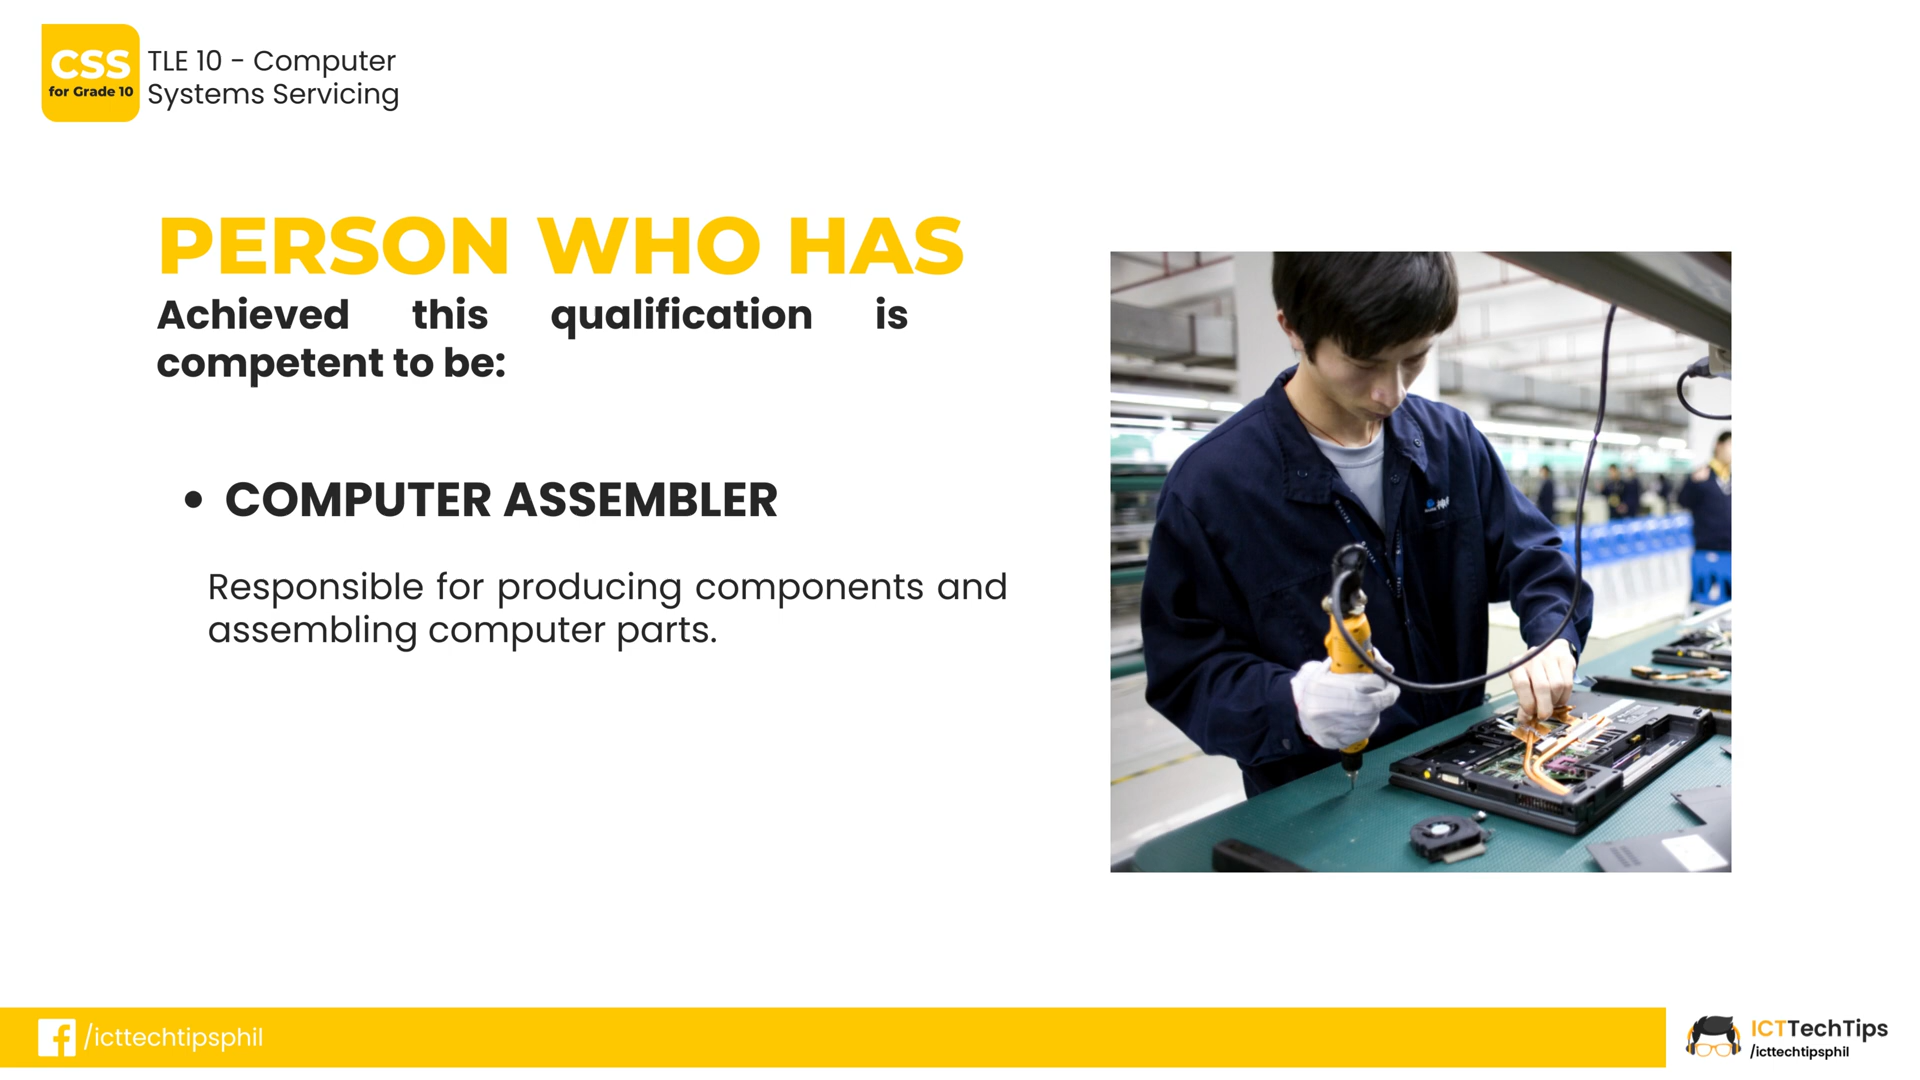 CSS
for Grade 10
TLE 10 - Computer
Systems Servicing
PERSON WHO HAS
Achieved this qualification is
competent to be:
• COMPUTER ASSEMBLER
Responsible for producing components and
assembling computer parts.
/icttechtipsphil
ICTTechTips
/icttechtipsphil